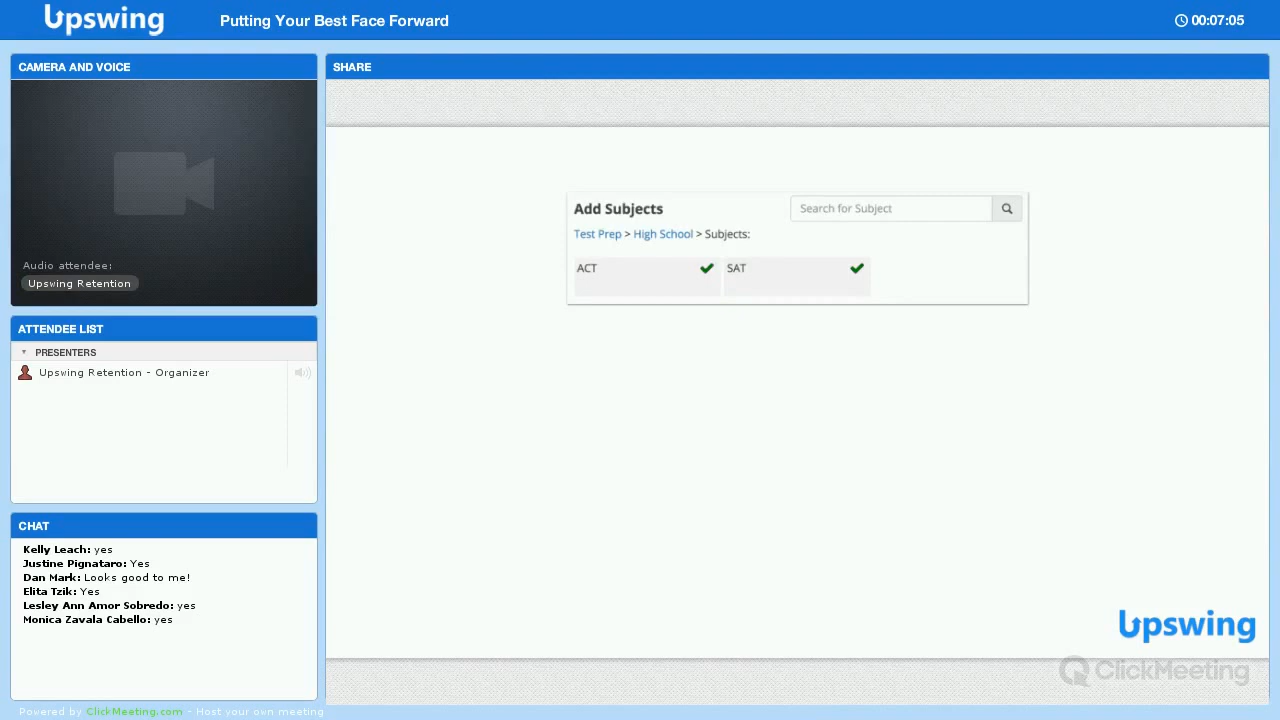 Upswing
Putting Your Best Face Forward
00:07:05
CAMERA AND VOICE
Audio attendee:
Upswing Retention
ATTENDEE LIST
PRESENTERS
Upswing Retention - Organizer
CHAT
Kelly Leach: yes
Justine Pignataro: Yes
Dan Mark: Looks good to me!
Elita Tzik: Yes
Lesley Ann Amor Sobredo: yes
Monica Zavala Cabello: yes
Powered by ClickMeeting.com - Host your own meeting
SHARE
Add Subjects
Search for Subject
Test Prep > High School > Subjects:
ACT
SAT
Upswing
ClickMeeting